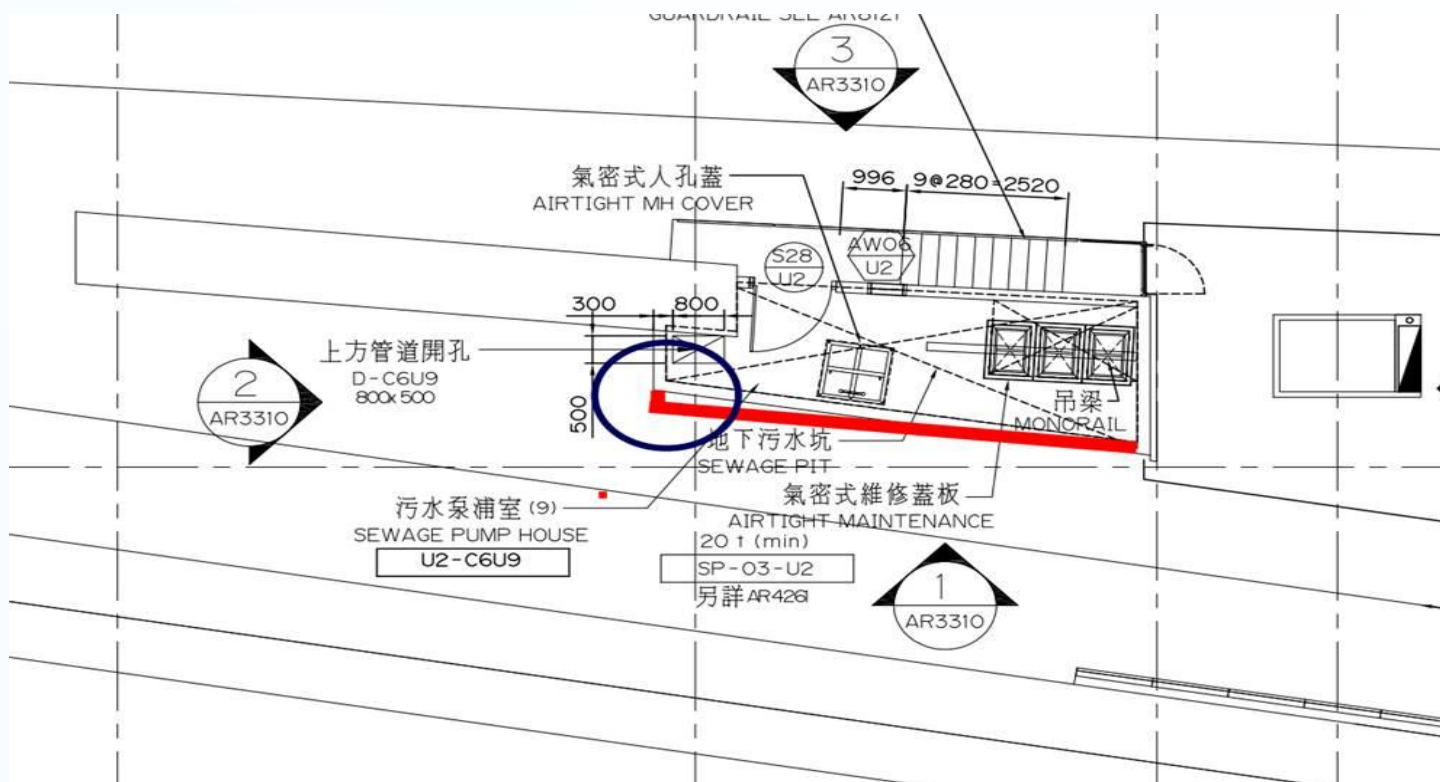 GUARDRAIL SEE AR8121
3
AR3310
氣密式人孔蓋
AIRTIGHT MH COVER
996
9@280=2520
S28
U2
AW06
U2
300
800
上方管道開孔
D-C6U9
800x500
500
2
AR3310
吊梁
MONORAIL
地下污水坑
SEWAGE PIT
污水泵浦室(9)
SEWAGE PUMP HOUSE
U2-C6U9
氣密式維修蓋板
AIRTIGHT MAINTENANCE
20 t (min)
SP-03-U2
另詳AR4261
1
AR3310